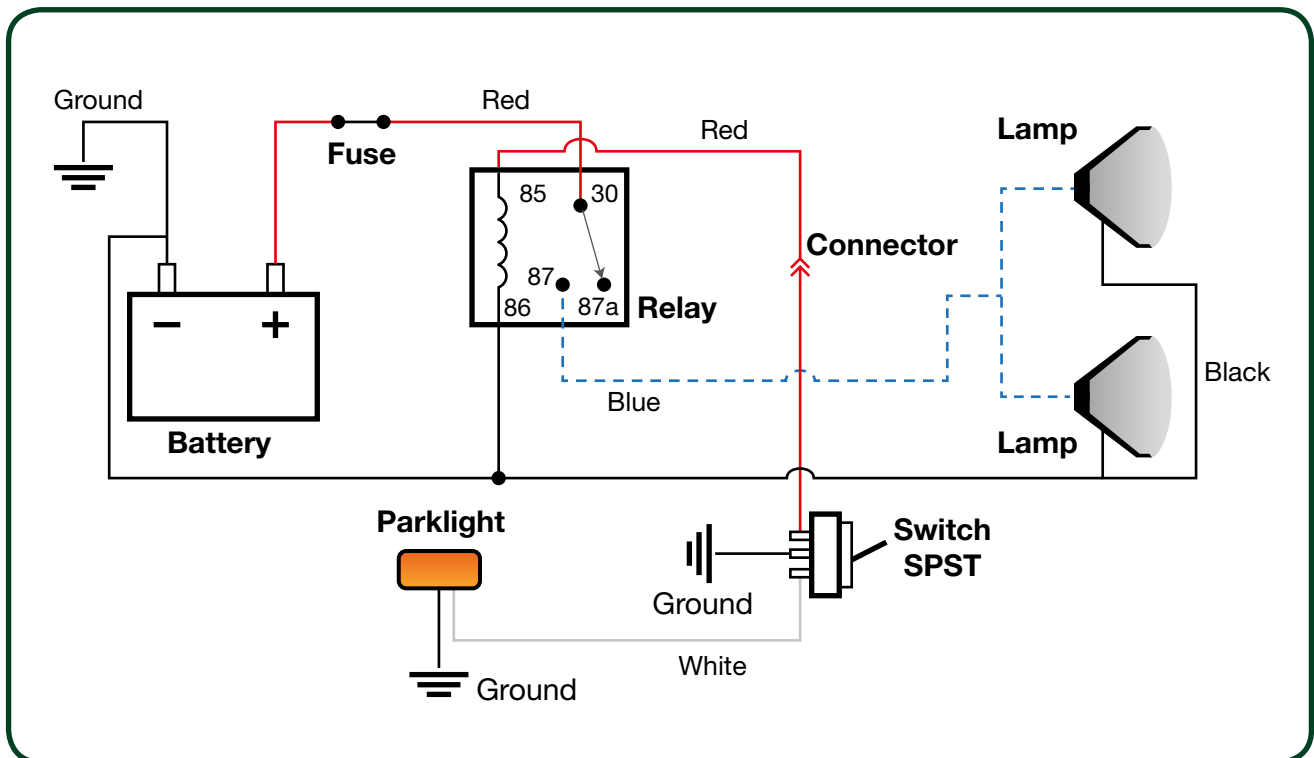 Ground
Red
Red
Fuse
Lamp
85
30
Connector
87
86
87a
Relay
−
+
Battery
Blue
Black
Lamp
Parklight
Switch
SPST
Ground
White
Ground